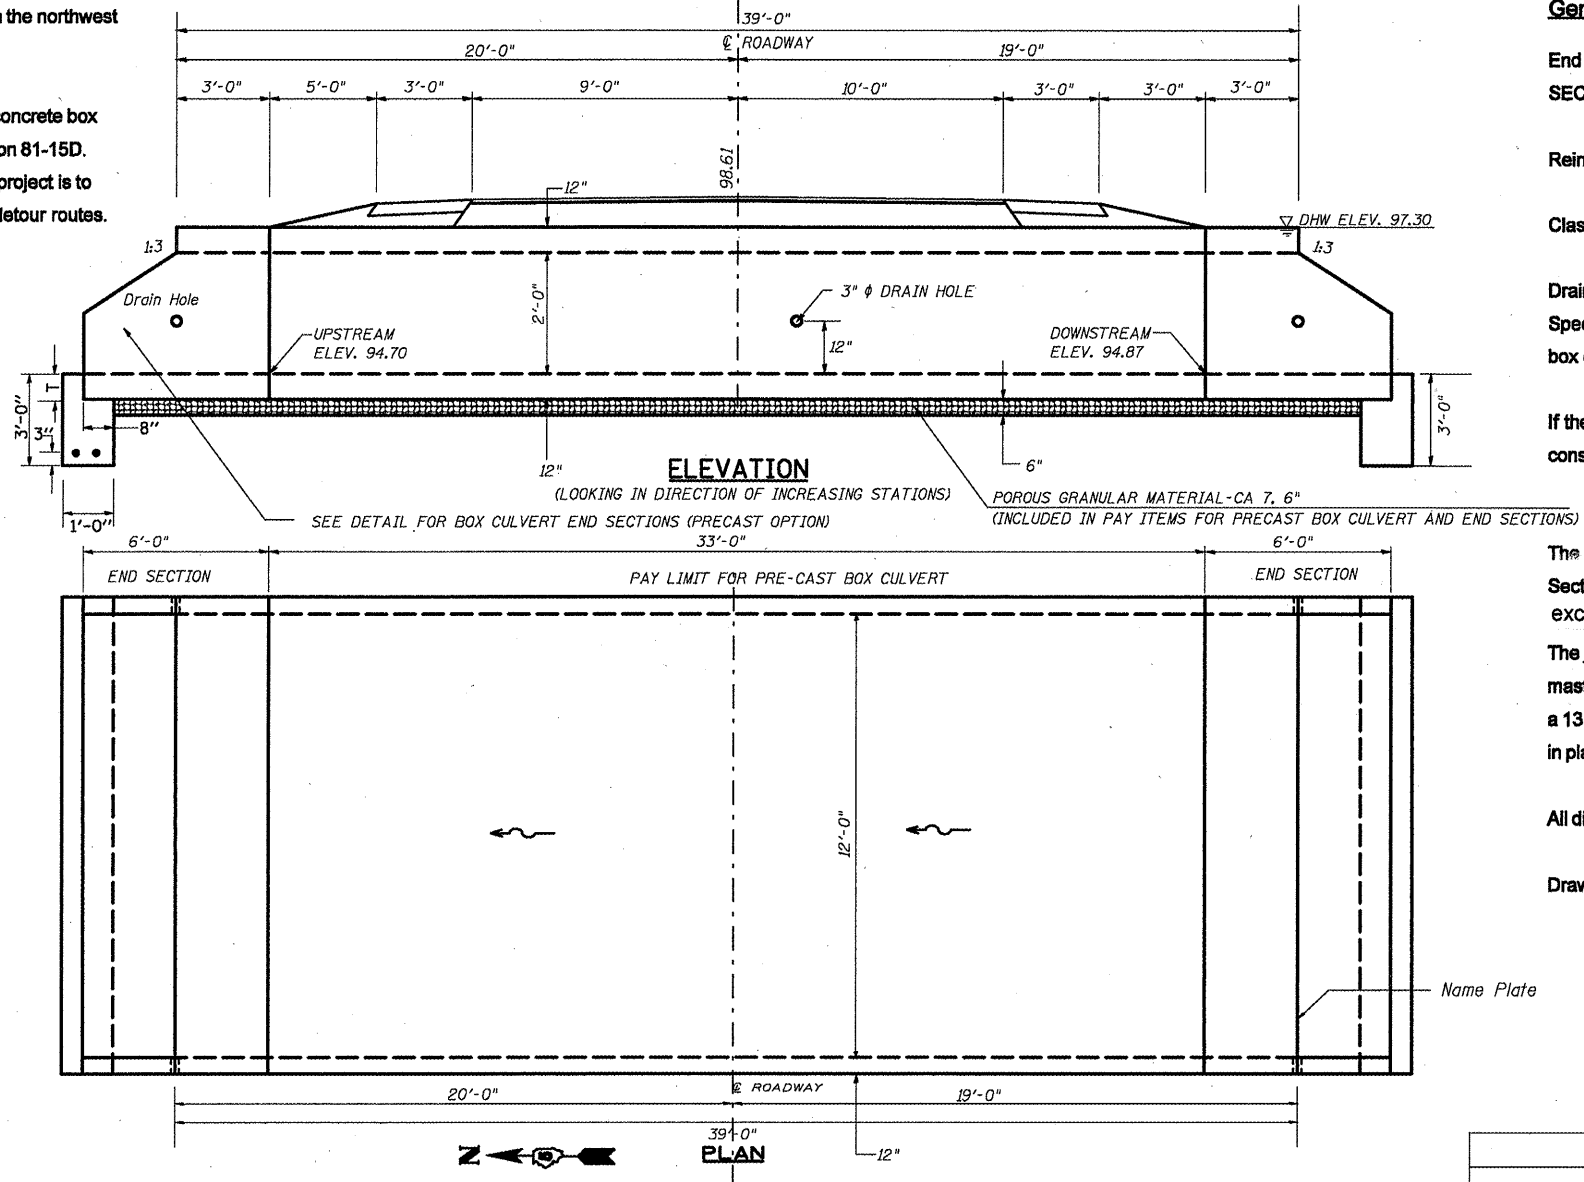 the northwest
concrete box
on 81-15D.
project is to
detour routes.
39'-0"
℄ ROADWAY
20'-0"
19'-0"
3'-0"
5'-0"
3'-0"
9'-0"
10'-0"
3'-0"
3'-0"
3'-0"
98.61
12"
DHW ELEV. 97.30
1:3
1:3
Drain Hole
2'-0"
3" ϕ DRAIN HOLE
12"
UPSTREAM
ELEV. 94.70
DOWNSTREAM
ELEV. 94.87
T
3'-0"
3"
8"
1'-0"
12"
6"
3'-0"
ELEVATION
(LOOKING IN DIRECTION OF INCREASING STATIONS)
SEE DETAIL FOR BOX CULVERT END SECTIONS (PRECAST OPTION)
POROUS GRANULAR MATERIAL-CA 7. 6"
(INCLUDED IN PAY ITEMS FOR PRECAST BOX CULVERT AND END SECTIONS)
6'-0"
33'-0"
6'-0"
END SECTION
PAY LIMIT FOR PRE-CAST BOX CULVERT
END SECTION
12'-0"
Name Plate
℄ ROADWAY
20'-0"
19'-0"
39'-0"
12"
N
PLAN
End
SEC
Rein
Clas
Drain
Spec
box
If the
cons
The
Sect
exc
The
mast
a 13
in pla
All di
Draw